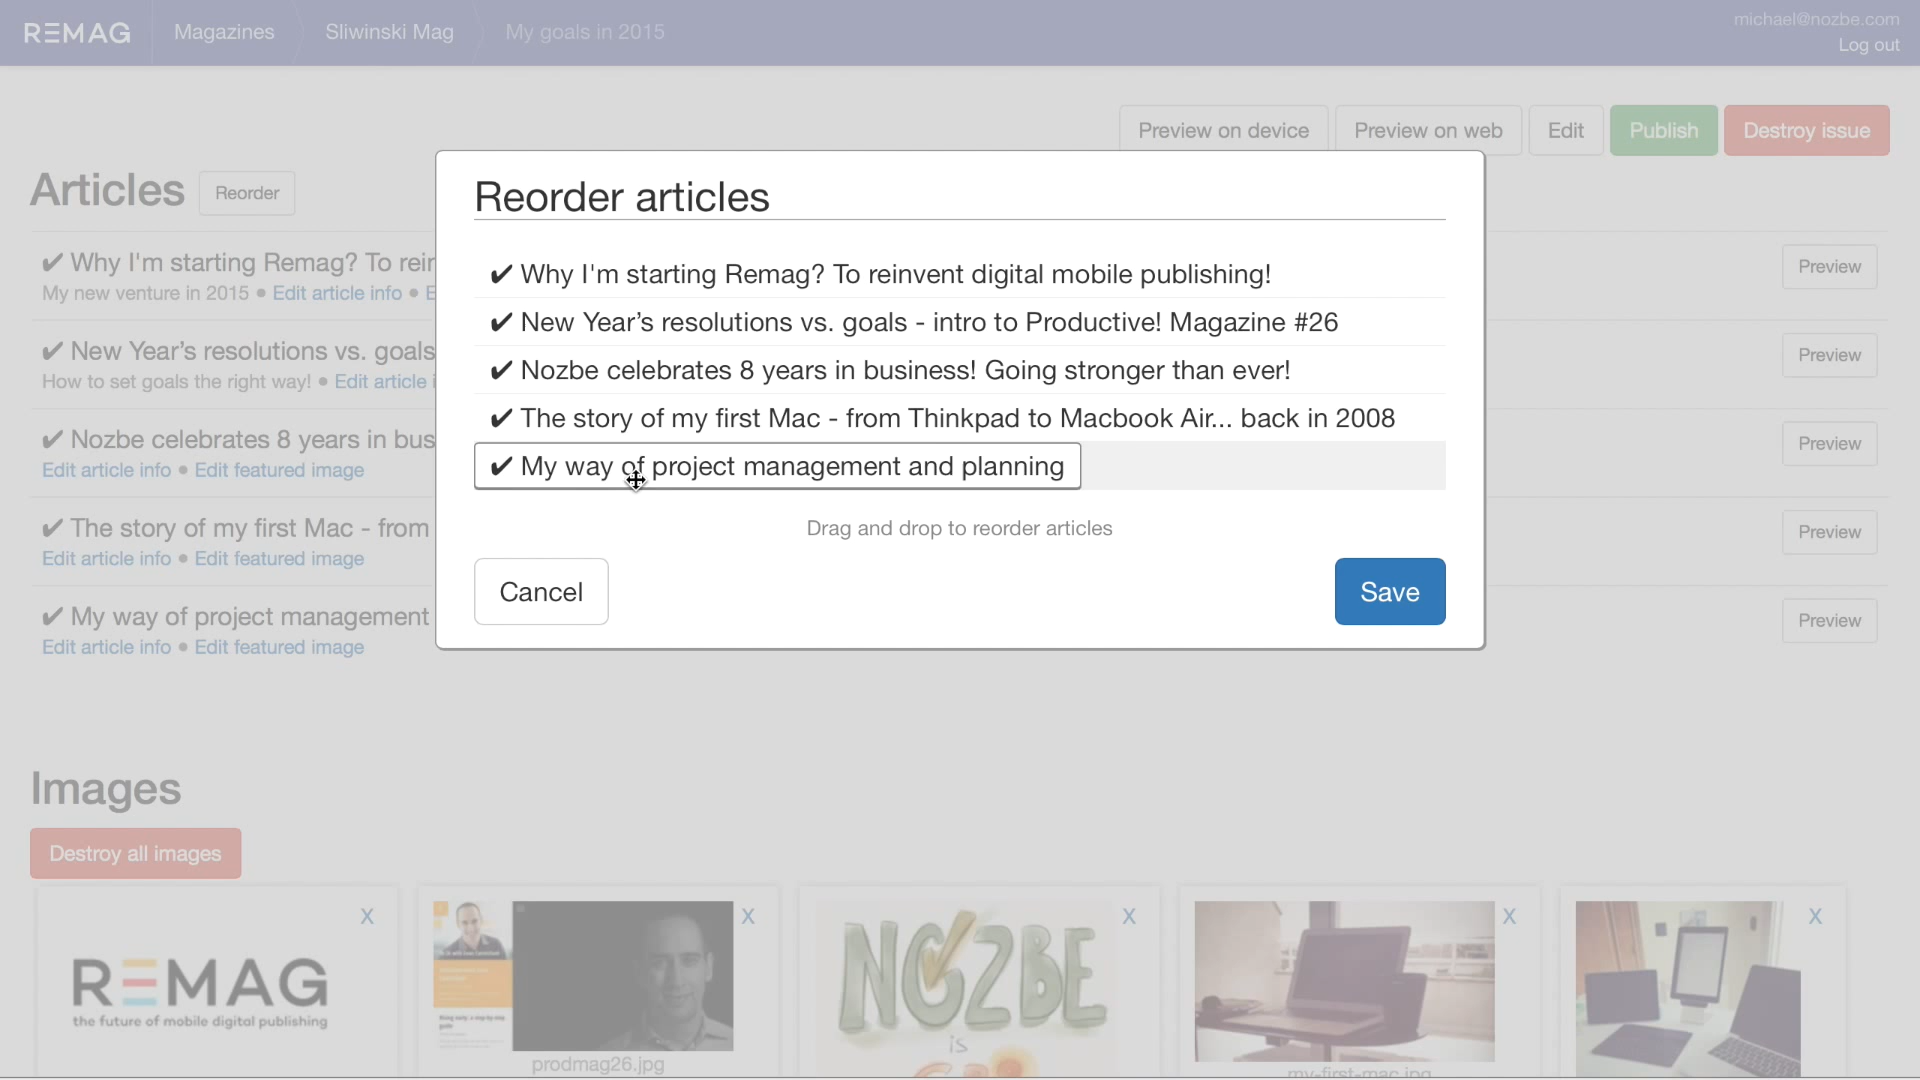 REMAG
Magazines
Sliwinski Mag
My goals in 2015
michael@nozbe.com
Log out
Preview on device
Preview on web
Edit
Publish
Destroy issue
Articles
Reorder
✔ Why I'm starting Remag? To rein
My new venture in 2015 • Edit article info • E
Preview
✔ New Year’s resolutions vs. goals
How to set goals the right way! • Edit article i
Preview
✔ Nozbe celebrates 8 years in bus
Edit article info • Edit featured image
Preview
✔ The story of my first Mac - from
Edit article info • Edit featured image
Preview
✔ My way of project management
Edit article info • Edit featured image
Preview
Reorder articles
✔ Why I'm starting Remag? To reinvent digital mobile publishing!
✔ New Year’s resolutions vs. goals - intro to Productive! Magazine #26
✔ Nozbe celebrates 8 years in business! Going stronger than ever!
✔ The story of my first Mac - from Thinkpad to Macbook Air... back in 2008
✔ My way of project management and planning
Drag and drop to reorder articles
Cancel
Save
Images
Destroy all images
X
X
X
X
X
REMAG
the future of mobile digital publishing
prodmag26.jpg
NOZBE
is
my-first-mac.jpg